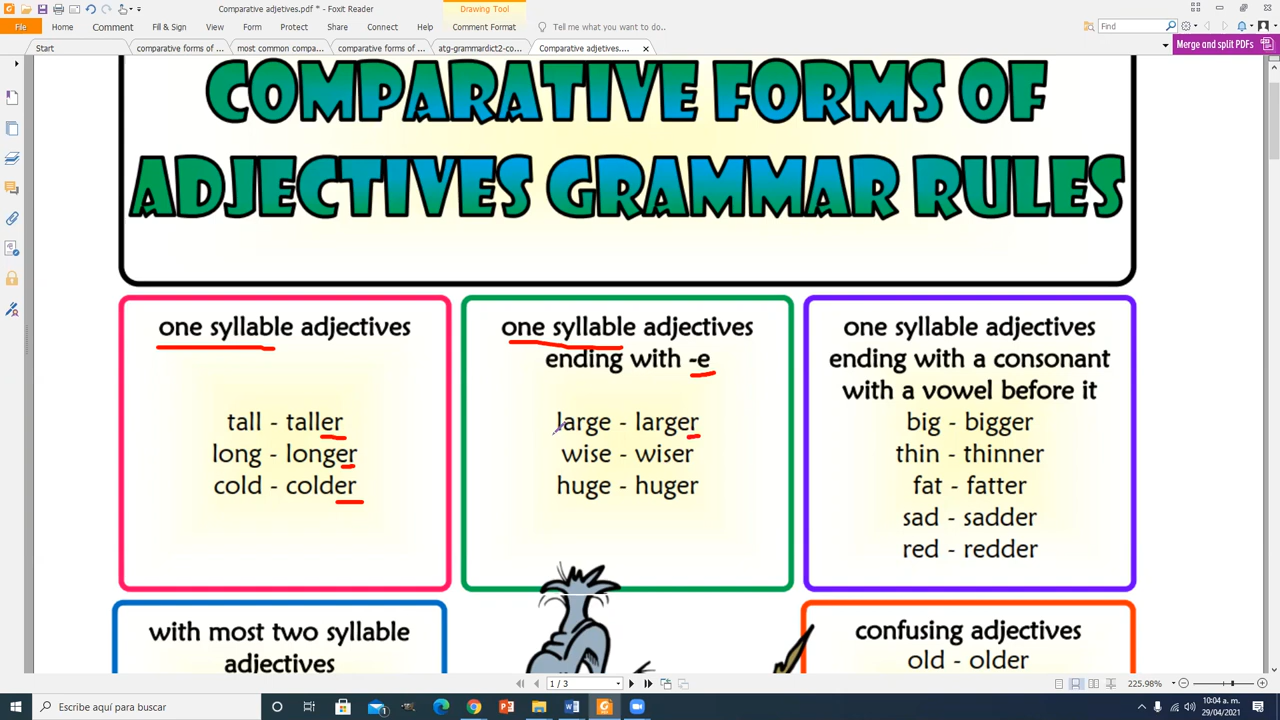 Comparative adjetives.pdf * - Foxit Reader
Drawing Tool
File Home Comment View Form Protect Share Connect Help Comment Format Tell me what you want to do..
Fill & Sign
Find
Start comparative forms of ... most common compa... comparative forms of ... atg-grammardict2-co... Comparative adjetives....
Merge and split PDFs
COMPARATIVE FORMS OF
ADJECTIVES GRAMMAR RULES
one syllable adjectives
tall - taller
long - longer
cold - colder
one syllable adjectives
ending with -e
large - larger
wise - wiser
huge - huger
one syllable adjectives
ending with a consonant
with a vowel before it
big - bigger
thin - thinner
fat - fatter
sad - sadder
red - redder
with most two syllable
adjectives
confusing adjectives
old - older
1 / 3
225.98%
Escribe aquí para buscar
10:04 a.m.
29/04/2021